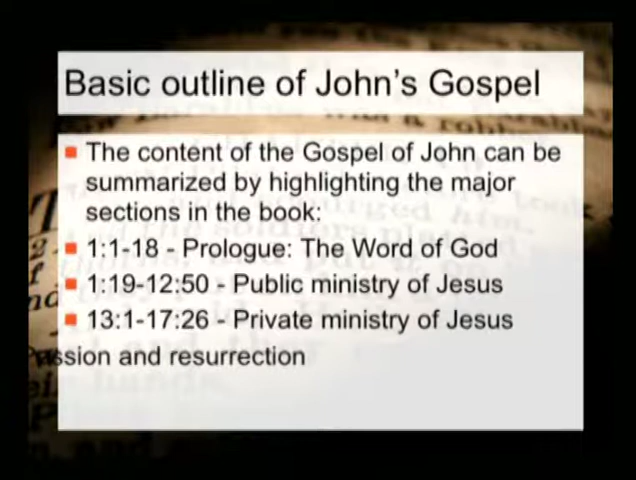 Basic outline of John's Gospel
The content of the Gospel of John can be
summarized by highlighting the major
sections in the book:
1:1-18 - Prologue: The Word of God
1:19-12:50 - Public ministry of Jesus
13:1-17:26 - Private ministry of Jesus
Passion and resurrection